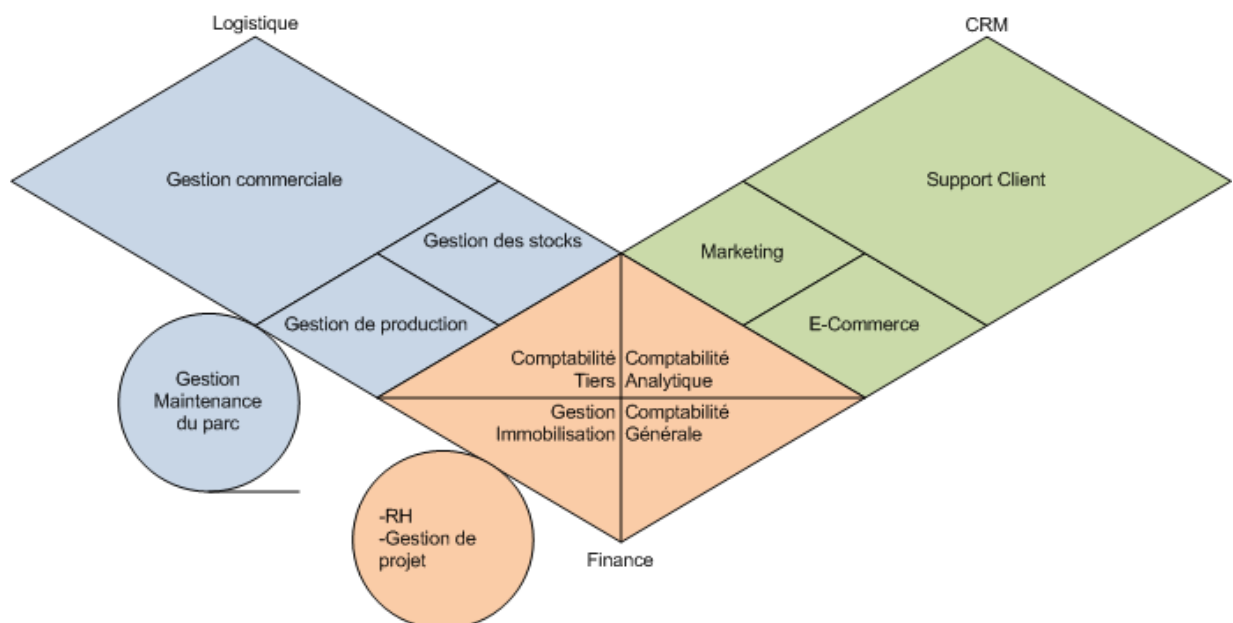 Logistique
CRM
Gestion commerciale
Support Client
Gestion des stocks
Marketing
Gestion de production
E-Commerce
Comptabilité
Tiers
Comptabilité
Analytique
Gestion
Maintenance
du parc
Gestion
Immobilisation
Comptabilité
Générale
-RH
-Gestion de
projet
Finance